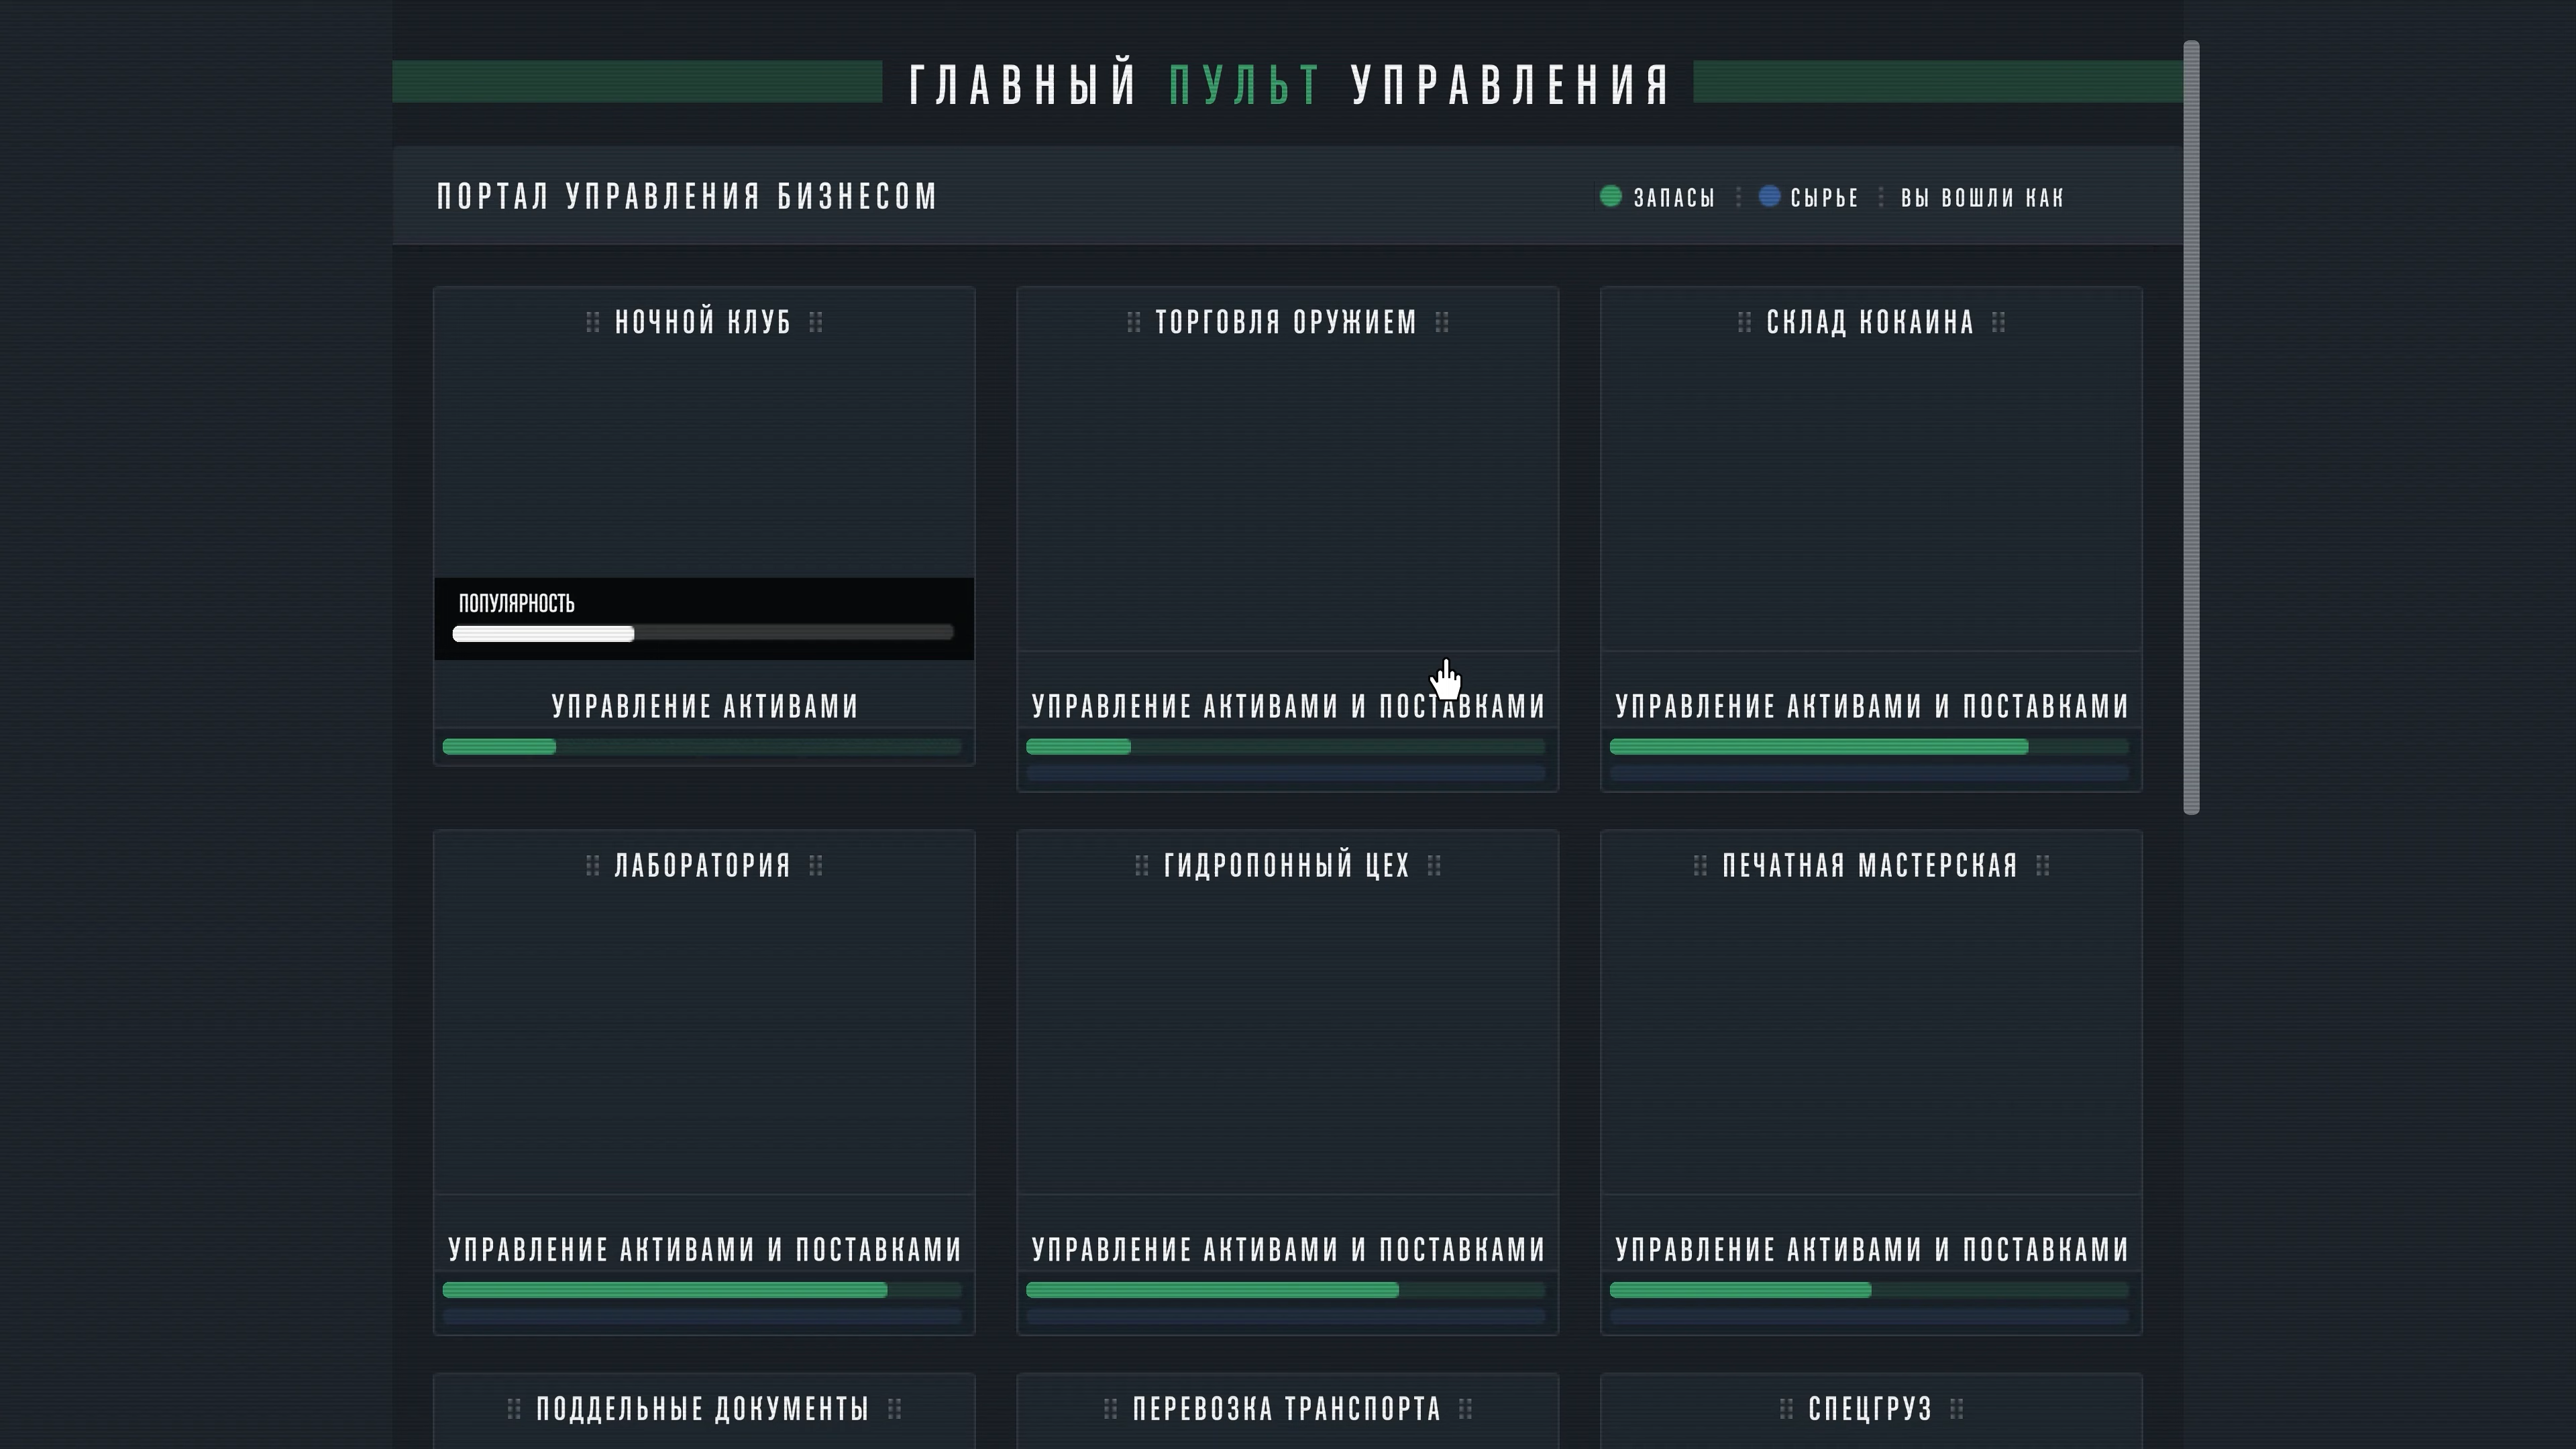 ГЛАВНЫЙ ПУЛЬТ УПРАВЛЕНИЯ
ПОРТАЛ УПРАВЛЕНИЯ БИЗНЕСОМ
ЗАПАСЫ
СЫРЬЕ
ВЫ ВОШЛИ КАК
НОЧНОЙ КЛУБ
ТОРГОВЛЯ ОРУЖИЕМ
СКЛАД КОКАИНА
ПОПУЛЯРНОСТЬ
УПРАВЛЕНИЕ АКТИВАМИ
УПРАВЛЕНИЕ АКТИВАМИ И ПОСТАВКАМИ
УПРАВЛЕНИЕ АКТИВАМИ И ПОСТАВКАМИ
ЛАБОРАТОРИЯ
ГИДРОПОННЫЙ ЦЕХ
ПЕЧАТНАЯ МАСТЕРСКАЯ
УПРАВЛЕНИЕ АКТИВАМИ И ПОСТАВКАМИ
УПРАВЛЕНИЕ АКТИВАМИ И ПОСТАВКАМИ
УПРАВЛЕНИЕ АКТИВАМИ И ПОСТАВКАМИ
ПОДДЕЛЬНЫЕ ДОКУМЕНТЫ
ПЕРЕВОЗКА ТРАНСПОРТА
СПЕЦГРУЗ